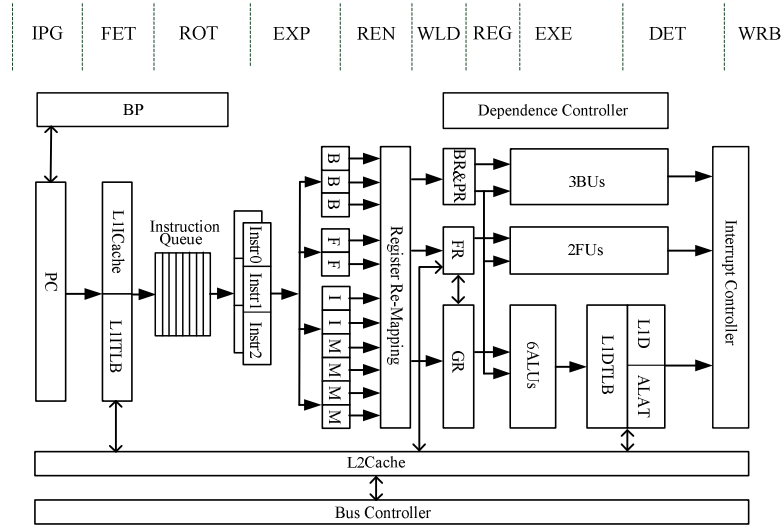 IPG FET ROT EXP REN WLD REG EXE DET WRB
BP
Dependence Controller
PC
L1ICache
L1ITLB
Instruction
Queue
Instr0
Instr1
Instr2
B
B
B
F
F
I
I
M
M
M
M
Register Re-Mapping
BR&PR
FR
GR
3BUs
2FUs
6ALUs
L1DTLB
L1D
ALAT
Interrupt Controller
L2Cache
Bus Controller